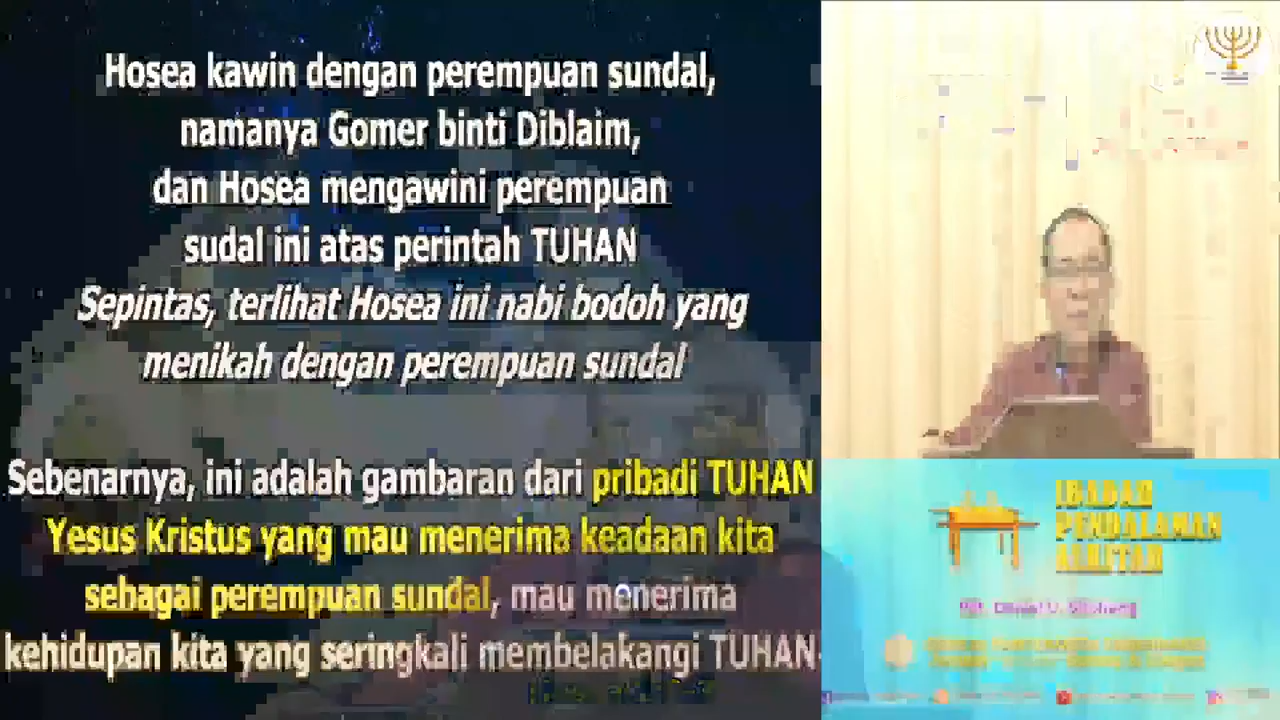 Hosea kawin dengan perempuan sundal,
namanya Gomer binti Diblaim,
dan Hosea mengawini perempuan
sudal ini atas perintah TUHAN
Sepintas, terlihat Hosea ini nabi bodoh yang
menikah dengan perempuan sundal
Sebenarnya, ini adalah gambaran dari pribadi TUHAN
Yesus Kristus yang mau menerima keadaan kita
sebagai perempuan sundal, mau menerima
kehidupan kita yang seringkali membelakangi TUHAN
IBADAH
PENDALAMAN
ALKITAB